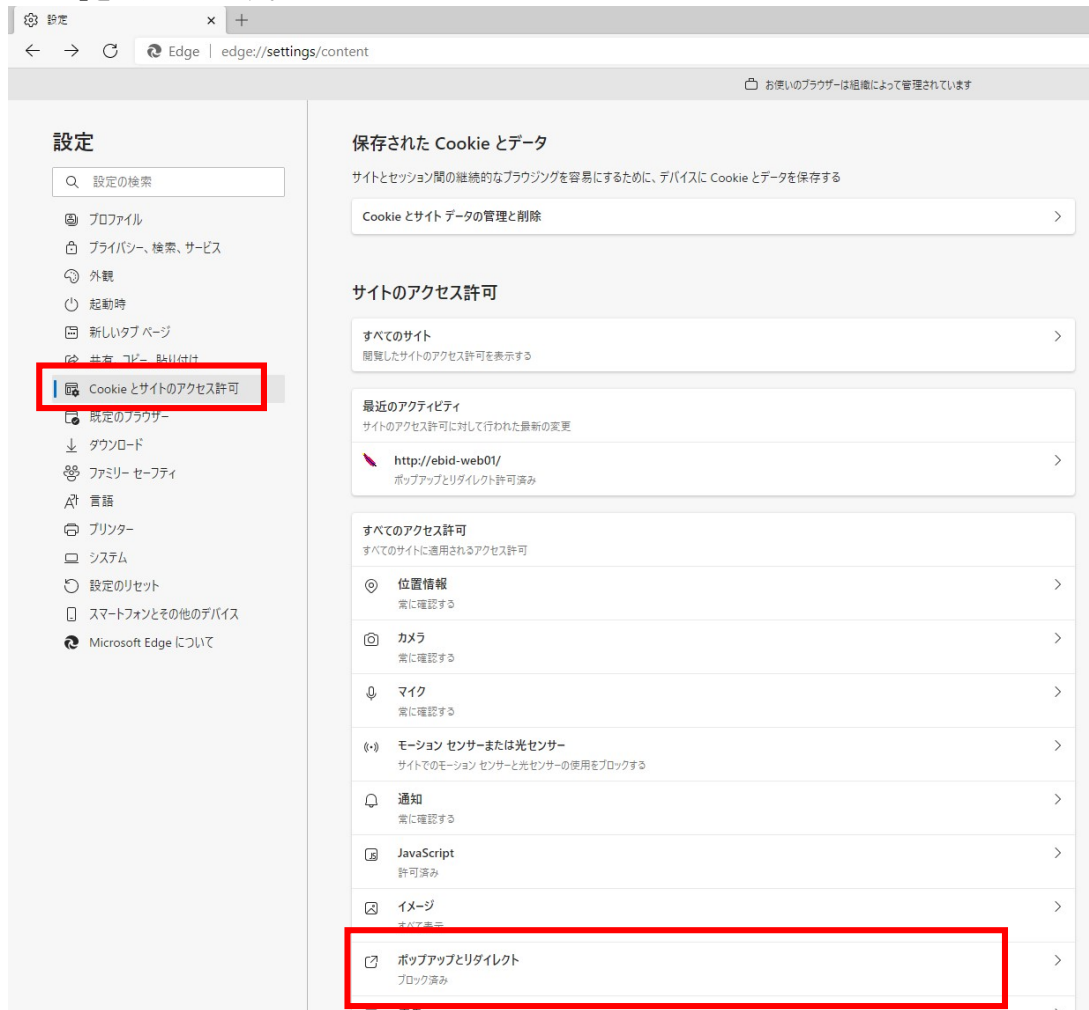 設定
Edge | edge://settings/content
お使いのブラウザーは組織によって管理されています
設定
設定の検索
プロファイル
プライバシー、検索、サービス
外観
起動時
新しいタブ ページ
共有、コピー、貼り付け
Cookie とサイトのアクセス許可
既定のブラウザー
ダウンロード
ファミリー セーフティ
言語
プリンター
システム
設定のリセット
スマートフォンとその他のデバイス
Microsoft Edge について
保存された Cookie とデータ
サイトとセッション間の継続的なブラウジングを容易にするために、デバイスに Cookie とデータを保存する
Cookie とサイト データの管理と削除
サイトのアクセス許可
すべてのサイト
閲覧したサイトのアクセス許可を表示する
最近のアクティビティ
サイトのアクセス許可に対して行われた最新の変更
http://ebid-web01/
ポップアップとリダイレクト許可済み
すべてのアクセス許可
すべてのサイトに適用されるアクセス許可
位置情報
常に確認する
カメラ
常に確認する
マイク
常に確認する
モーション センサーまたは光センサー
サイトでのモーション センサーと光センサーの使用をブロックする
通知
常に確認する
JavaScript
許可済み
イメージ
すべて表示
ポップアップとリダイレクト
ブロック済み